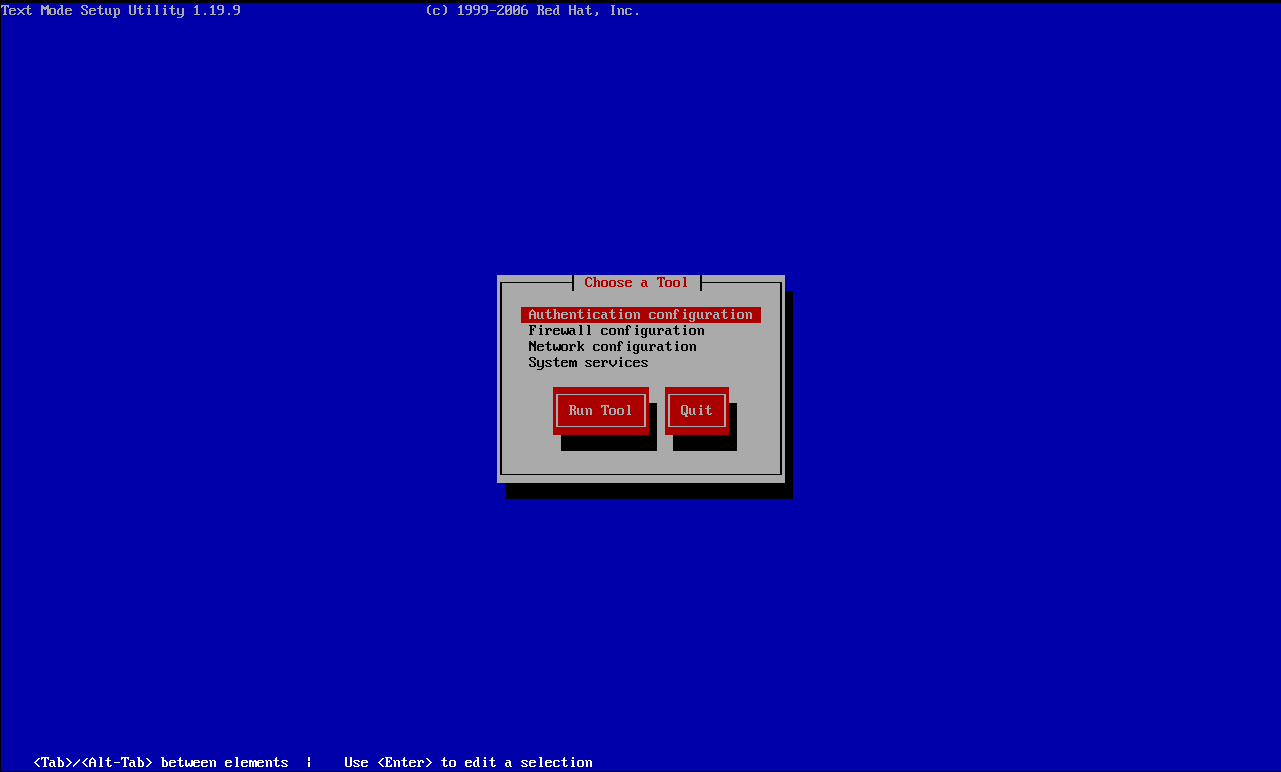 Text Mode Setup Utility 1.19.9 (c) 1999-2006 Red Hat, Inc.
Choose a Tool
Authentication configuration
Firewall configuration
Network configuration
System services
Run Tool Quit
<Tab>/<Alt-Tab> between elements | Use <Enter> to edit a selection